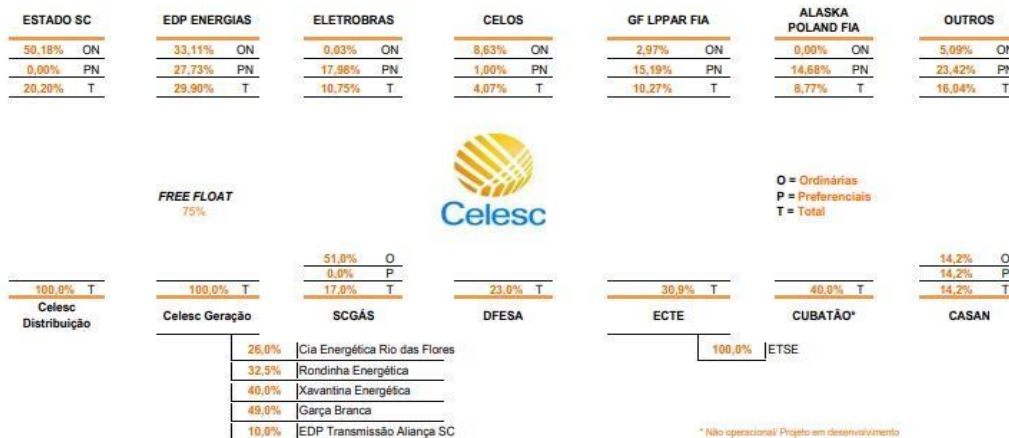 ESTADO SC EDP ENERGIAS ELETROBRAS CELOS GF LPPAR FIA ALASKA POLAND FIA OUTROS
50,18% ON 33,11% ON 0,03% ON 8,63% ON 2,97% ON 0,00% ON 5,09% ON
0,00% PN 27,73% PN 17,98% PN 1,00% PN 15,19% PN 14,68% PN 23,42% PN
20,20% T 29,90% T 10,75% T 4,07% T 10,27% T 8,77% T 16,04% T
FREE FLOAT
75%
Celesc
O = Ordinárias
P = Preferenciais
T = Total
51,0% O 14,2% O
0,0% P 14,2% P
100,0% T 100,0% T 17,0% T 23,0% T 30,9% T 40,0% T 14,2% T
Celesc Distribuição Celesc Geração SCGÁS DFESA ECTE CUBATÃO* CASAN
26,0% Cia Energética Rio das Flores 100,0% ETSE
32,5% Rondinha Energética
40,0% Xavantina Energética
49,0% Garça Branca
10,0% EDP Transmissão Aliança SC
* Não operacional/ Projeto em desenvolvimento